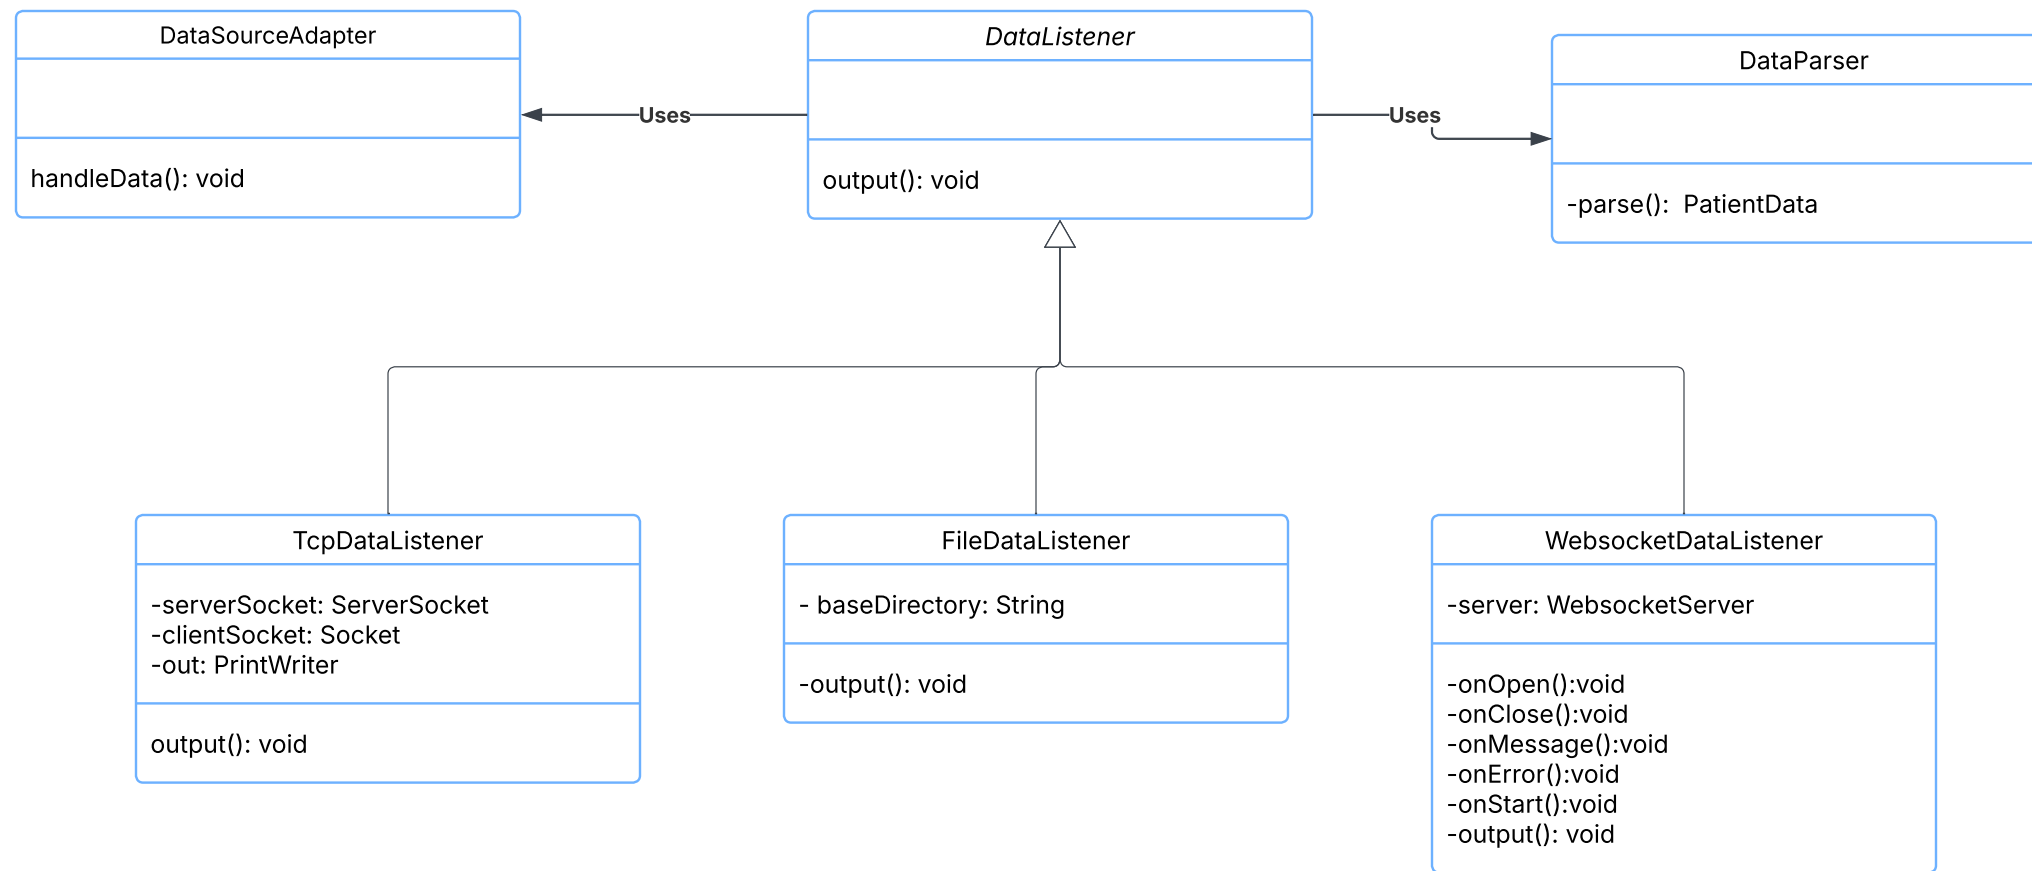 DataSourceAdapter
handleData(): void
Uses
DataListener
output(): void
Uses
DataParser
-parse():  PatientData
TcpDataListener
-serverSocket: ServerSocket
-clientSocket: Socket
-out: PrintWriter
output(): void
FileDataListener
- baseDirectory: String
-output(): void
WebsocketDataListener
-server: WebsocketServer
-onOpen():void
-onClose():void
-onMessage():void
-onError():void
-onStart():void
-output(): void